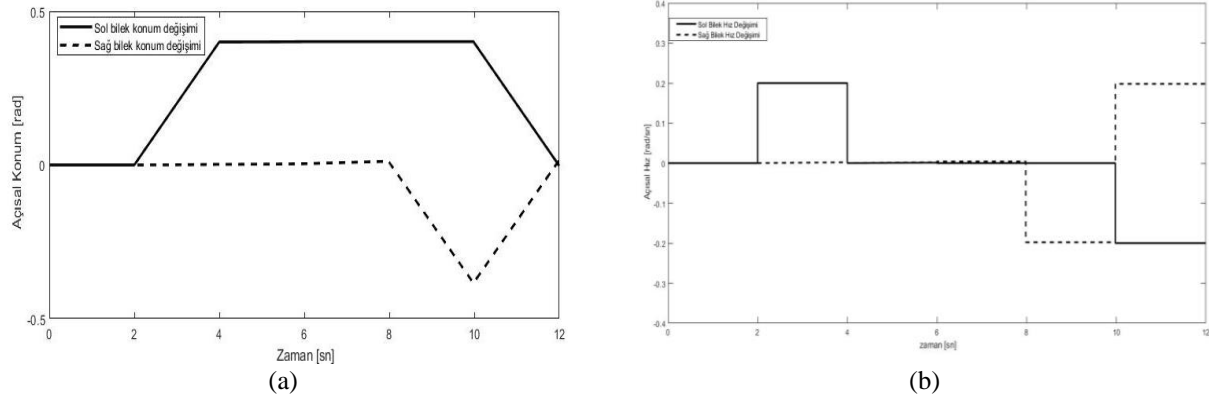 0.5
Sol bilek konum değişimi
Sağ bilek konum değişimi
Açısal Konum [rad]
0
-0.5
0 2 4 6 8 10 12
Zaman [sn]
(a)
0.4
Sol Bilek Hız Değişimi
Sağ Bilek Hız Değişimi
0.3
0.2
0.1
Açısal Hız [rad/sn]
0
-0.1
-0.2
-0.3
-0.4
0 2 4 6 8 10 12
zaman [sn]
(b)